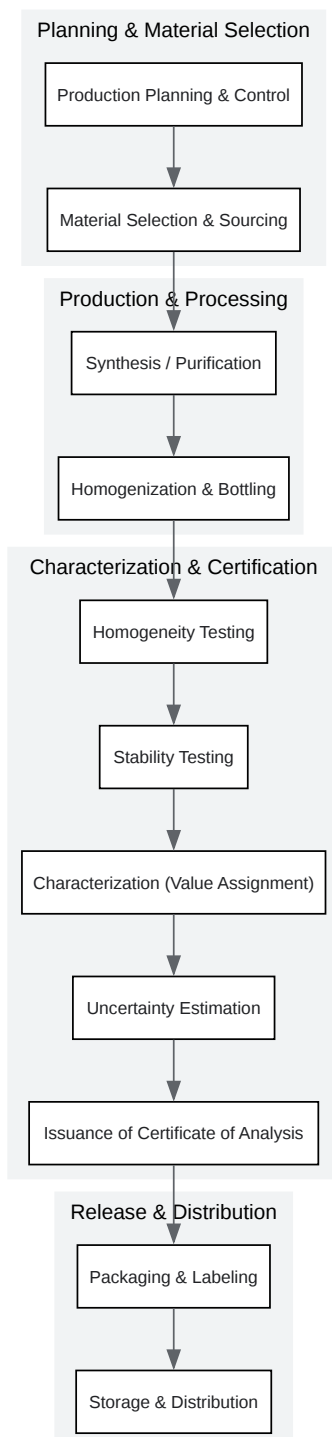 Planning & Material Selection
Production Planning & Control
Material Selection & Sourcing
Production & Processing
Synthesis / Purification
Homogenization & Bottling
Characterization & Certification
Homogeneity Testing
Stability Testing
Characterization (Value Assignment)
Uncertainty Estimation
Issuance of Certificate of Analysis
Release & Distribution
Packaging & Labeling
Storage & Distribution